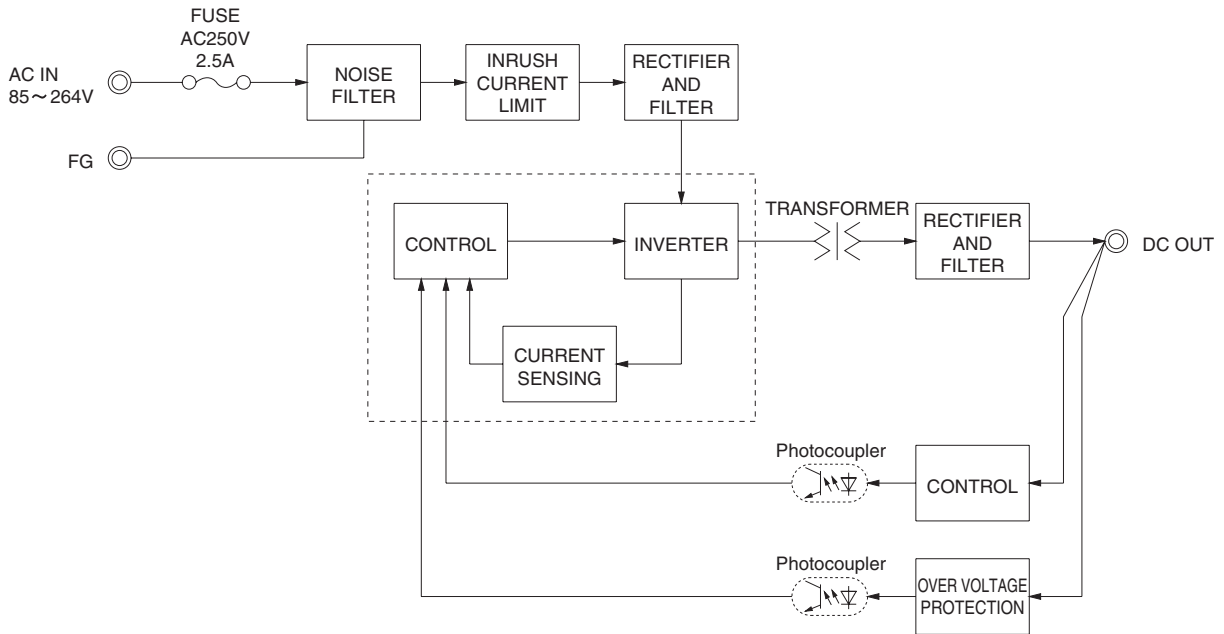 FUSE
AC250V
2.5A
AC IN
85～264V
FG
NOISE
FILTER
INRUSH
CURRENT
LIMIT
RECTIFIER
AND
FILTER
CONTROL
INVERTER
TRANSFORMER
RECTIFIER
AND
FILTER
DC OUT
CURRENT
SENSING
Photocoupler
CONTROL
Photocoupler
OVER VOLTAGE
PROTECTION